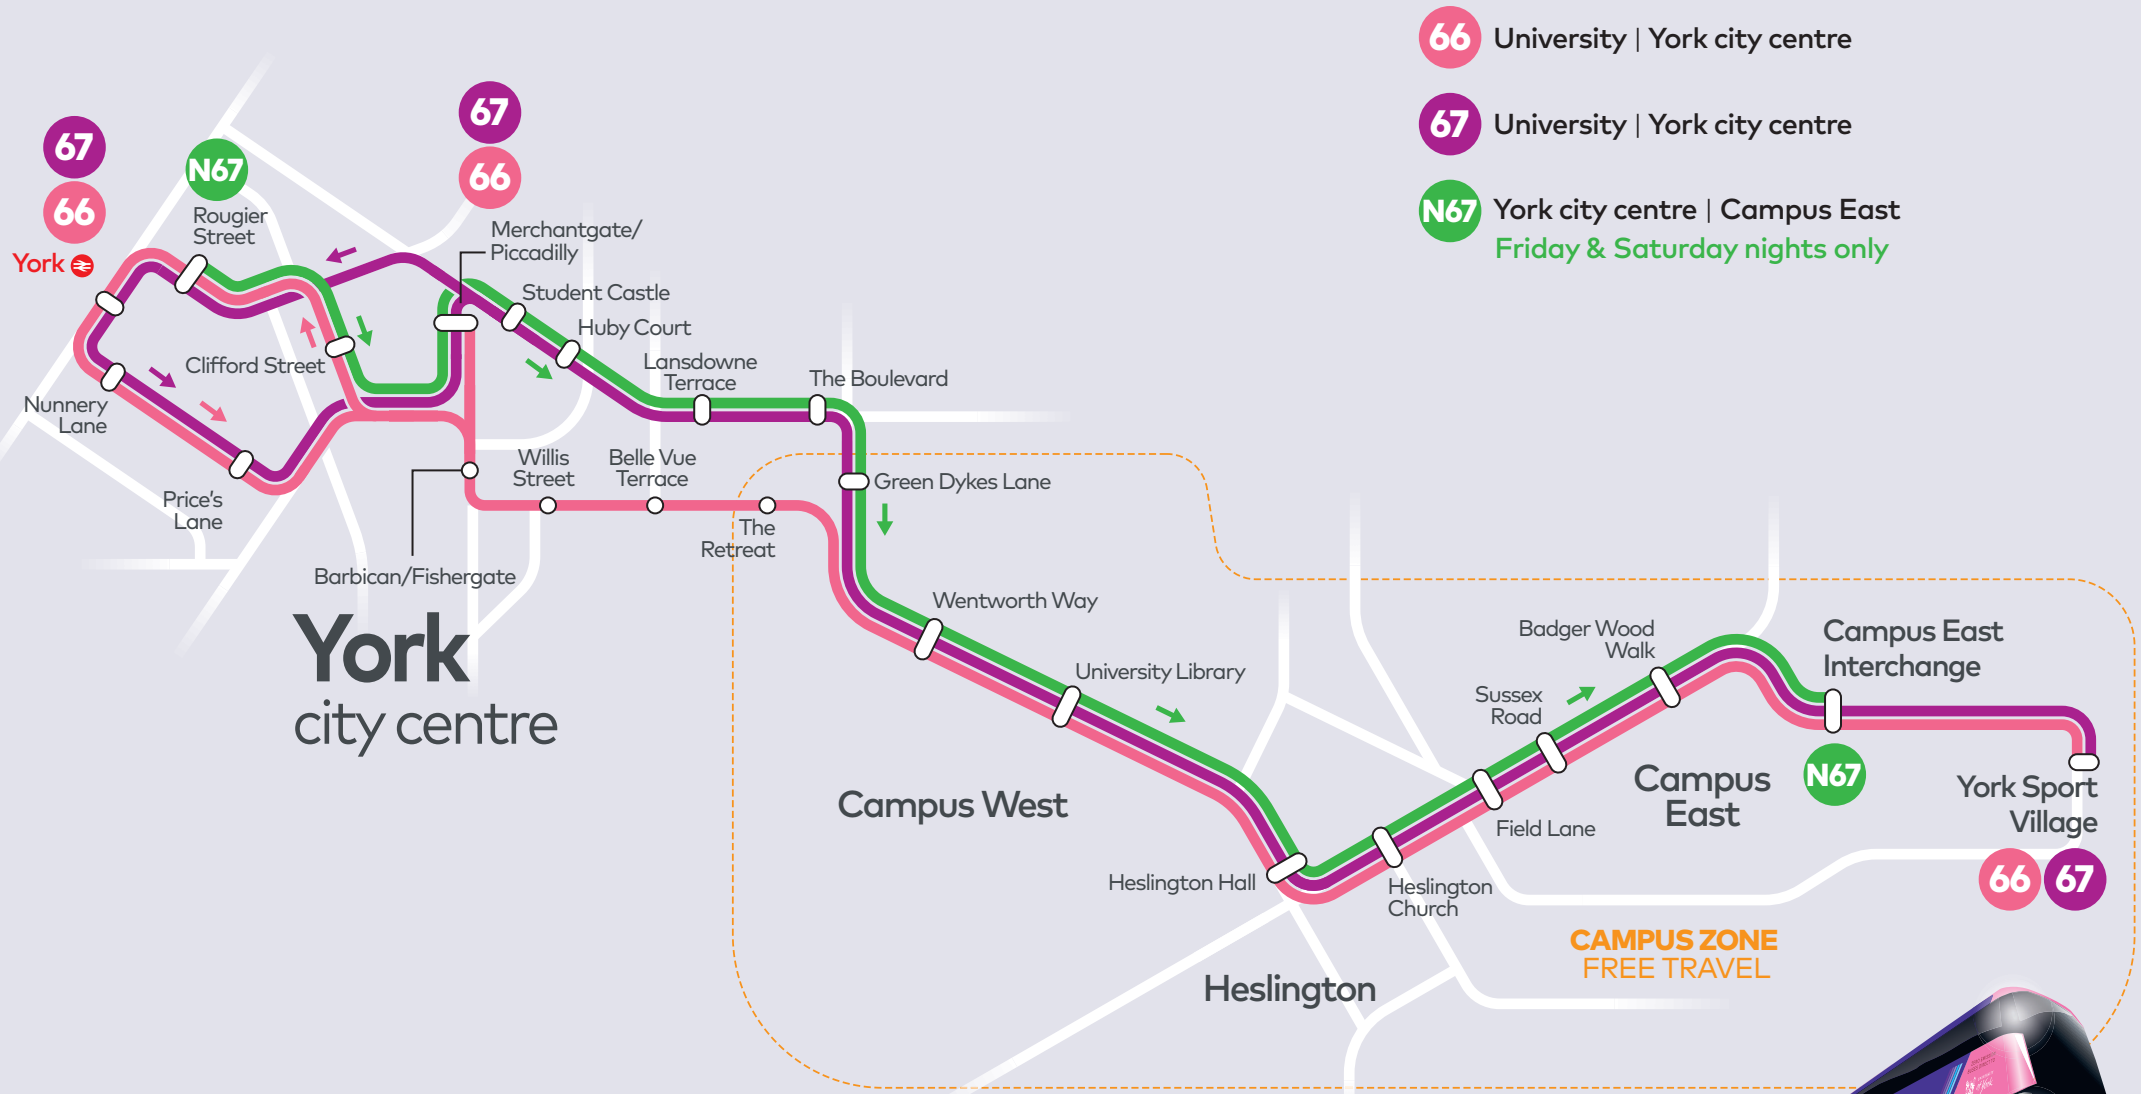 66 University | York city centre
67 University | York city centre
N67 York city centre | Campus East
Friday & Saturday nights only
67
66
York
N67
Rougier
Street
67
66
Merchantgate/
Piccadilly
Student Castle
Huby Court
Lansdowne
Terrace
The Boulevard
Clifford Street
Nunnery
Lane
Price's
Lane
Willis
Street
Belle Vue
Terrace
The
Retreat
Green Dykes Lane
Barbican/Fishergate
York
city centre
Wentworth Way
University Library
Campus West
Heslington Hall
Heslington
Heslington
Church
Field Lane
Sussex
Road
Badger Wood
Walk
Campus East
Interchange
N67
Campus
East
York Sport
Village
66
67
CAMPUS ZONE
FREE TRAVEL